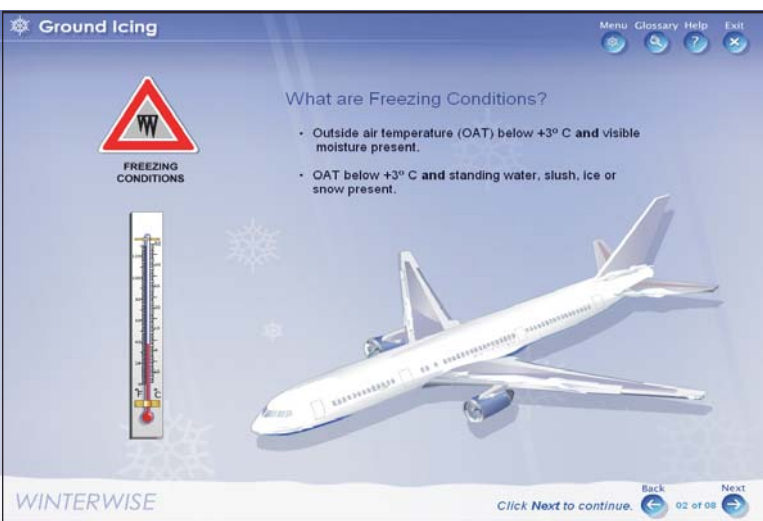 Ground Icing
Menu Glossary Help Exit
What are Freezing Conditions?
• Outside air temperature (OAT) below +3º C and visible
moisture present.
• OAT below +3º C and standing water, slush, ice or
snow present.
FREEZING
CONDITIONS
°F °C
WINTERWISE
Click Next to continue.
Back
02 of 08
Next